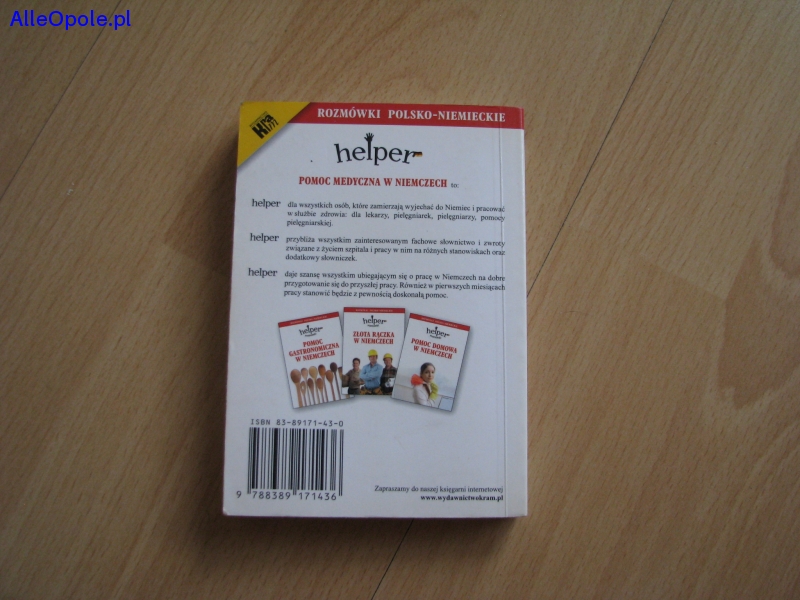 AlleOpole.pl
Kram
ROZMÓWKI POLSKO-NIEMIECKIE
helper
POMOC MEDYCZNA W NIEMCZECH to:
helper dla wszystkich osób, które zamierzają wyjechać do Niemiec i pracować
w służbie zdrowia: dla lekarzy, pielęgniarek, pielęgniarzy, pomocy
pielęgniarskiej.
helper przybliża wszystkim zainteresowanym fachowe słownictwo i zwroty
związane z życiem szpitala i pracy w nim na różnych stanowiskach oraz
dodatkowy słowniczek.
helper daje szansę wszystkim ubiegającym się o pracę w Niemczech na dobre
przygotowanie się do przyszłej pracy. Również w pierwszych miesiącach
pracy stanowić będzie z pewnością doskonałą pomoc.
helper
POMOC
GASTRONOMICZNA
W NIEMCZECH
helper
ZŁOTA RĄCZKA
W NIEMCZECH
helper
POMOC DOMOWA
W NIEMCZECH
ISBN 83-89171-43-0
9 788389 171436
Zapraszamy do naszej księgarni internetowej
www.wydawnictwokram.pl